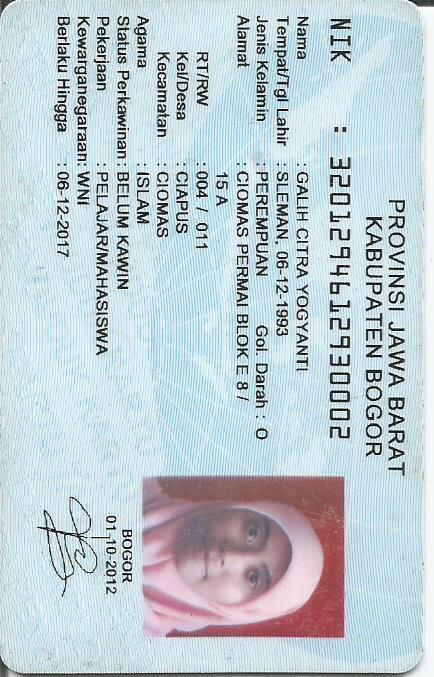 PROVINSI JAWA BARAT
KABUPATEN BOGOR
NIK : 3201294612930002
Nama : GALIH CITRA YOGYANTI
Tempat/Tgl Lahir : SLEMAN, 06-12-1993
Jenis Kelamin : PEREMPUAN Gol. Darah : O
Alamat : CIOMAS PERMAI BLOK E 8 /
15 A
RT/RW : 004 / 011
Kel/Desa : CIAPUS
Kecamatan : CIOMAS
Agama : ISLAM
Status Perkawinan : BELUM KAWIN
Pekerjaan : PELAJAR/MAHASISWA
Kewarganegaraan: WNI
Berlaku Hingga : 06-12-2017
BOGOR
01-10-2012